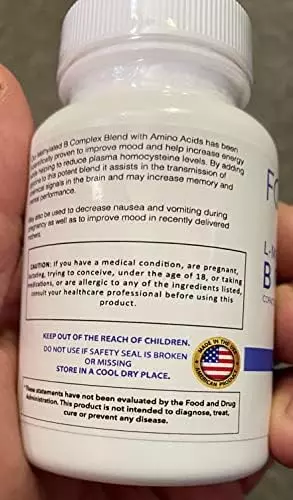 Our Methylated B Complex Blend with Amino Acids has been
scientifically proven to improve mood and help increase energy
while helping to reduce plasma homocysteine levels. By adding
to this potent blend it assists in the transmission of
chemical signals in the brain and may increase memory and
mental performance.
May also be used to decrease nausea and vomiting during
pregnancy as well as to improve mood in recently delivered
mothers.
CAUTION: If you have a medical condition, are pregnant,
lactating, trying to conceive, under the age of 18, or taking
medications, or are allergic to any of the ingredients listed,
consult your healthcare professional before using this
product.
KEEP OUT OF THE REACH OF CHILDREN.
DO NOT USE IF SAFETY SEAL IS BROKEN
OR MISSING
STORE IN A COOL DRY PLACE.
MADE IN THE
AMERICAN PRODUCT
*These statements have not been evaluated by the Food and Drug
Administration. This product is not intended to diagnose, treat,
cure or prevent any disease.
FO
L-M
B